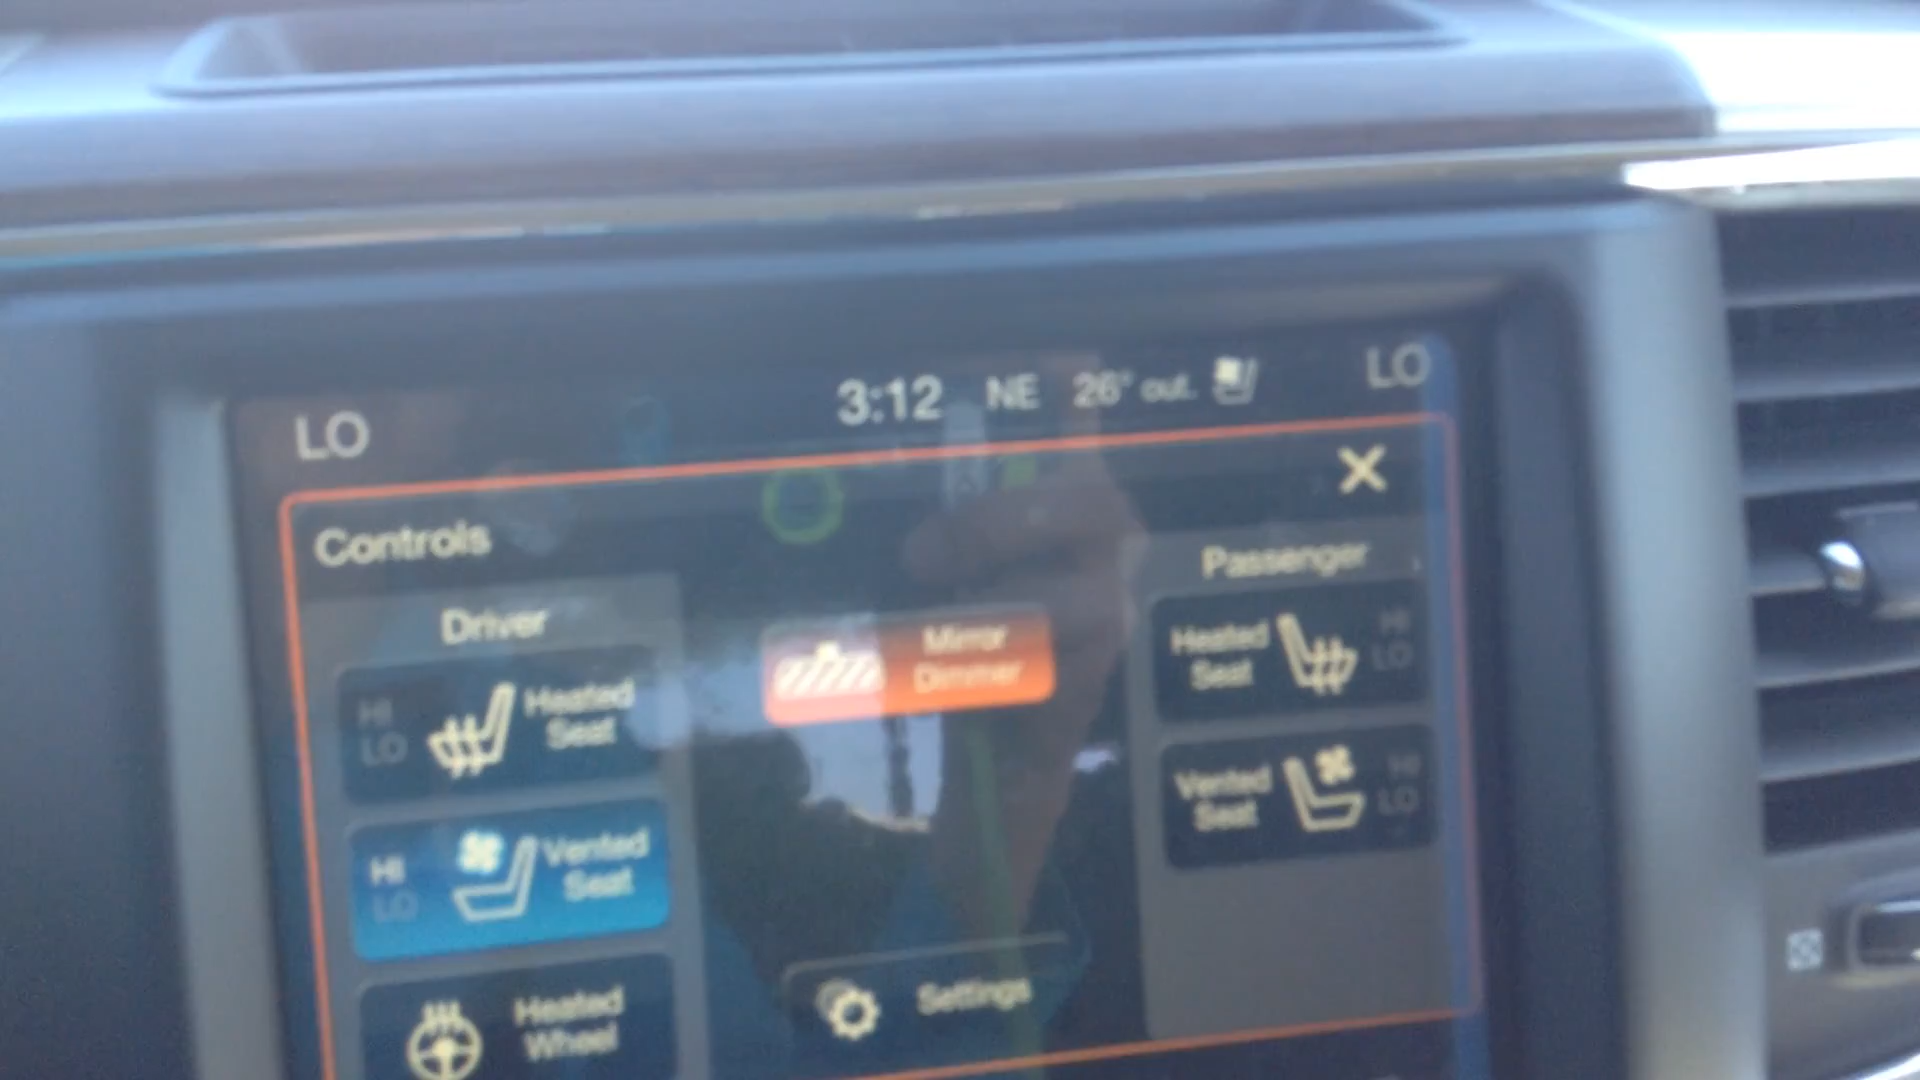 LO
3:12 NE 26° out.
LO
Controls
Driver
Passenger
HI
LO
Heated
Seat
Mirror
Dimmer
Heated
Seat
HI
LO
HI
LO
Vented
Seat
Vented
Seat
HI
LO
Heated
Wheel
Settings